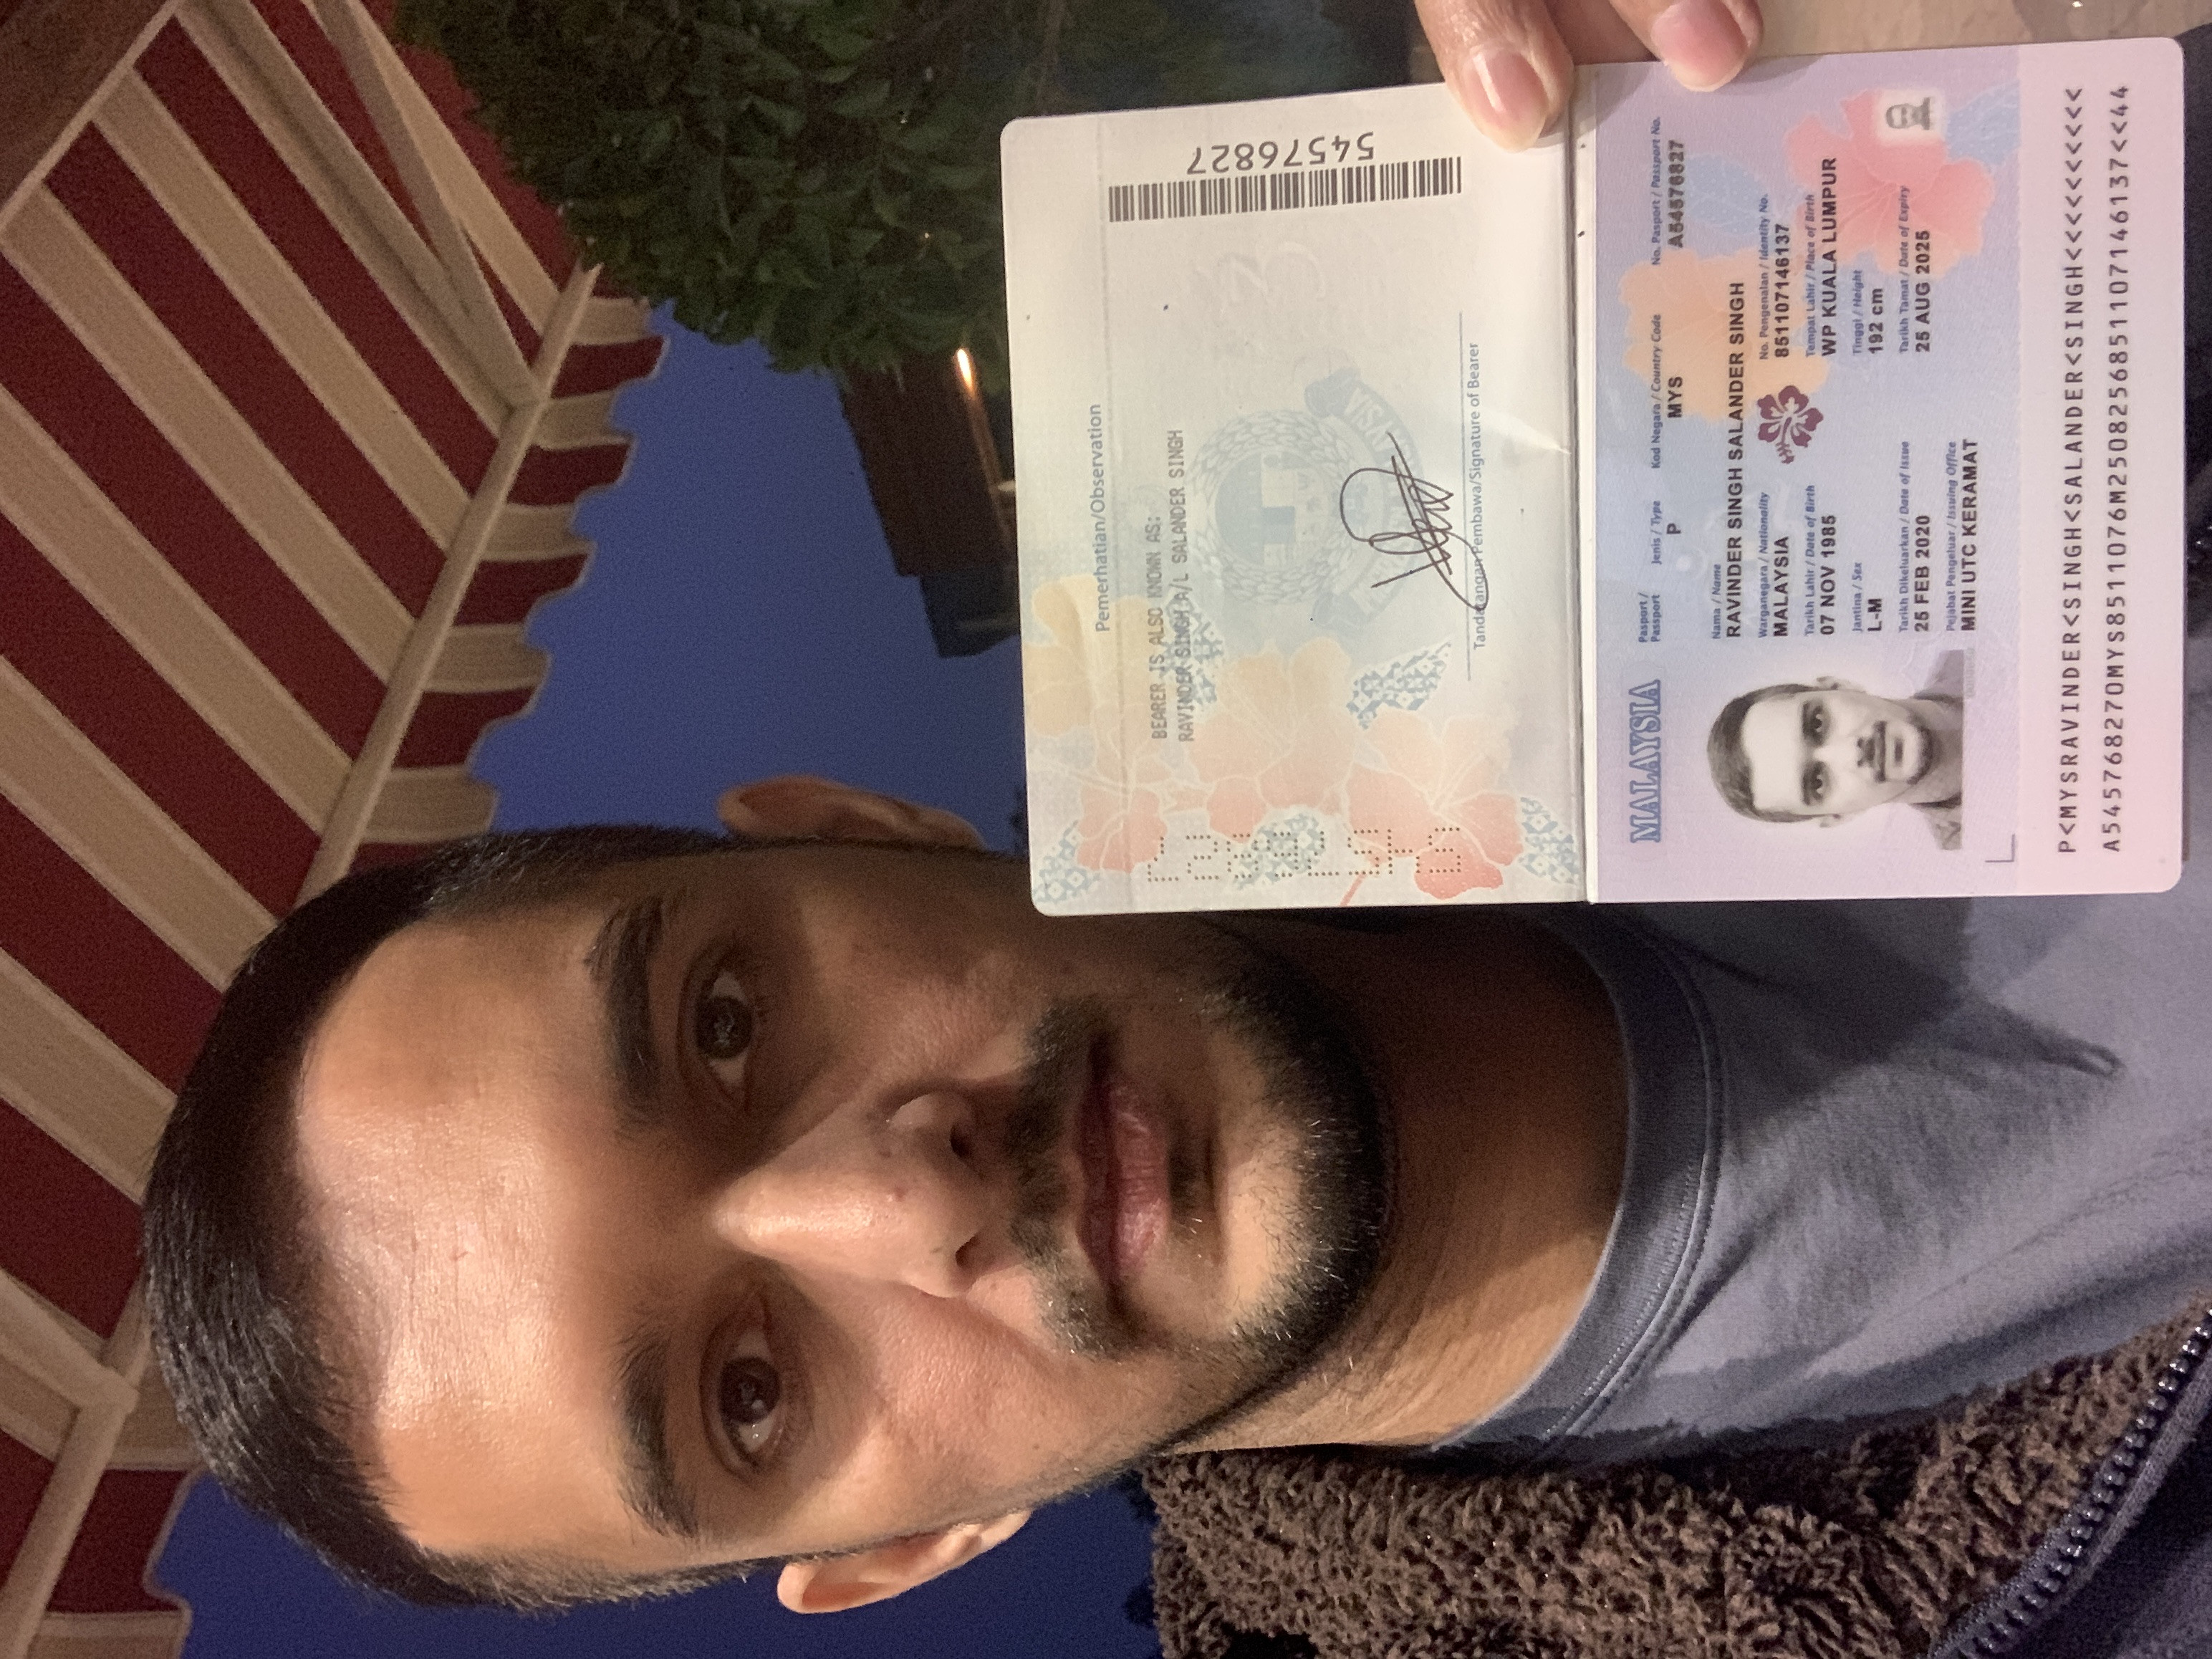 Pemerhatian/Observation
BEARER IS ALSO KNOWN AS:
RAVINDER SINGH A/L SALANDER SINGH
54576827
Tandatangan Pembawa/Signature of Bearer
MALAYSIA
Pasport / Passport
Jenis / Type
P
Kod Negara / Country Code
MYS
No. Pasport / Passport No.
A54576827
Nama / Name
RAVINDER SINGH SALANDER SINGH
Warganegara / Nationality
MALAYSIA
No. Pengenalan / Identity No.
851107146137
Tarikh Lahir / Date of Birth
07 NOV 1985
Tempat Lahir / Place of Birth
WP KUALA LUMPUR
Jantina / Sex
L-M
Tinggi / Height
192 cm
Tarikh Dikeluarkan / Date of Issue
25 FEB 2020
Tarikh Tamat / Date of Expiry
25 AUG 2025
Pejabat Pengeluar / Issuing Office
MINI UTC KERAMAT
P<MYSRAVINDER<SINGH<SALANDER<SINGH<<<<<<<<<<
A545768270MYS8511076M2508256851107146137<<44